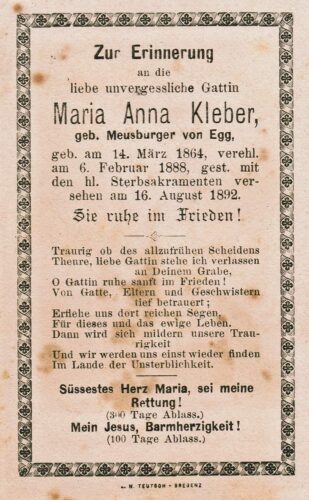 Zur Erinnerung
an die
liebe unvergessliche Gattin
Maria Anna Kleber,
geb. Meusburger von Egg,
geb. am 14. März 1864, verehl.
am 6. Februar 1888, gest. mit
den hl. Sterbsakramenten ver-
sehen am 16. August 1892.
Sie ruhe im Frieden!
Traurig ob des allzufrühen Scheidens
Theure, liebe Gattin stehe ich verlassen
an Deinem Grabe,
O Gattin ruhe sanft im Frieden!
Von Gatte, Eltern und Geschwistern
tief betrauert;
Erflehe uns dort reichen Segen,
Für dieses und das ewige Leben.
Dann wird sich mildern unsere Trau-
rigkeit
Und wir werden uns einst wieder finden
Im Lande der Unsterblichkeit.
Süssestes Herz Maria, sei meine
Rettung!
(300 Tage Ablass.)
Mein Jesus, Barmherzigkeit!
(100 Tage Ablass.)
N. TEUTSCH - BREGENZ